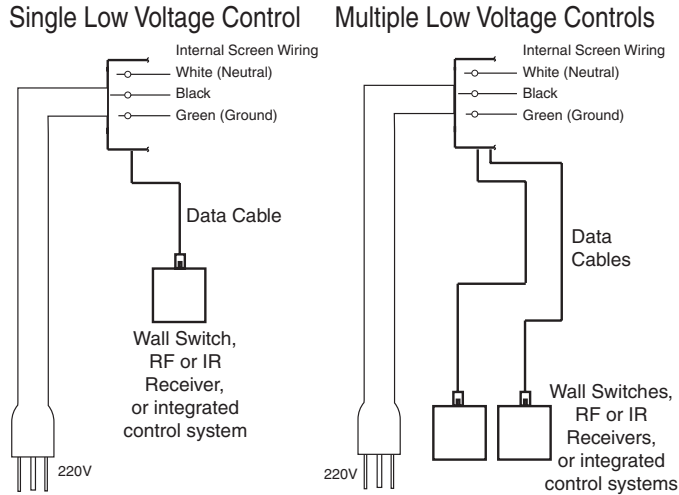 Single Low Voltage Control
Internal Screen Wiring
White (Neutral)
Black
Green (Ground)
Data Cable
Wall Switch,
RF or IR
Receiver,
or integrated
control system
220V
Multiple Low Voltage Controls
Internal Screen Wiring
White (Neutral)
Black
Green (Ground)
Data
Cables
Wall Switches,
RF or IR
Receivers,
or integrated
control systems
220V